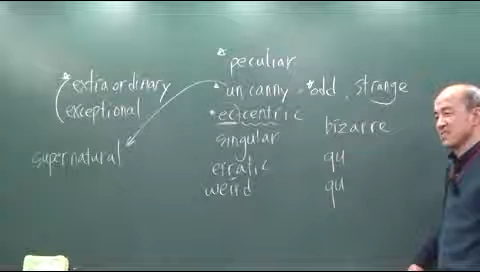 peculiar
extraordinary
uncanny odd, strange
exceptional
eccentric
bizarre
singular
supernatural
erratic qu
weird qu